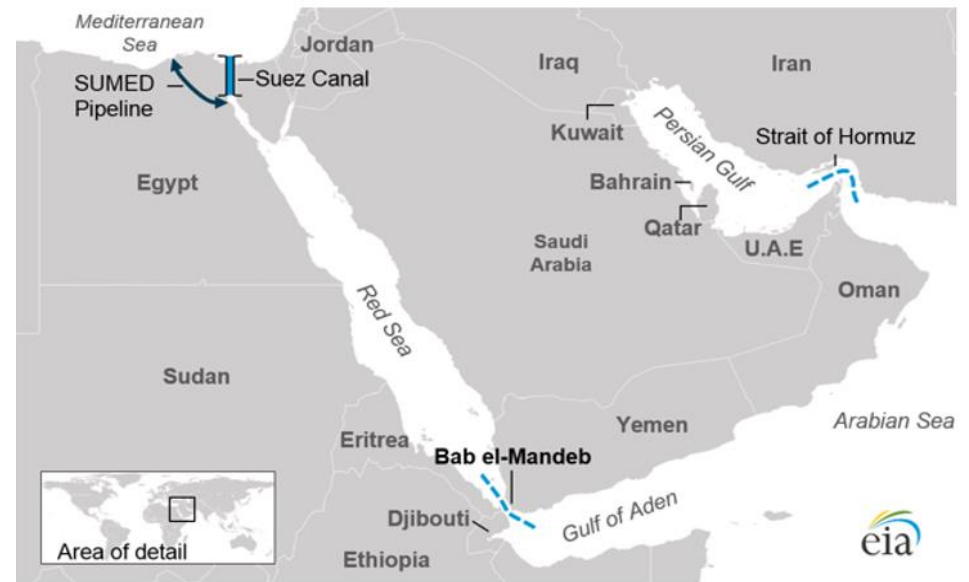 Mediterranean
Sea
Jordan
Iraq
Iran
SUMED
Pipeline
Suez Canal
Kuwait
Persian Gulf
Strait of Hormuz
Egypt
Bahrain
Qatar
Saudi
Arabia
U.A.E
Oman
Red Sea
Sudan
Yemen
Arabian Sea
Eritrea
Bab el-Mandeb
Djibouti
Gulf of Aden
Ethiopia
Area of detail
eia